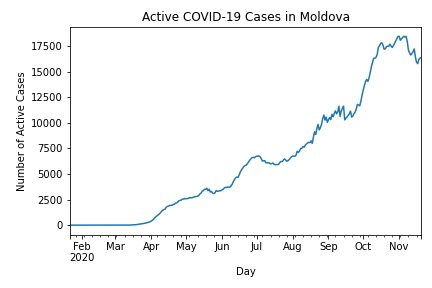 Active COVID-19 Cases in Moldova
17500
15000
12500
10000
7500
5000
2500
0
Number of Active Cases
Feb Mar Apr May Jun Jul Aug Sep Oct Nov
2020
Day